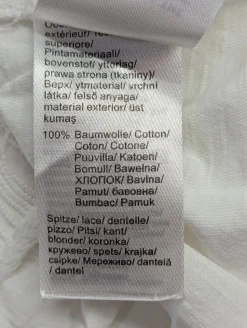 extérieur/
superiore/
Pintamateriaali/
bovenstof/ yttertag/
prawa strona (tkaniny)/
Верх/ ytmaterial/ vrchní
látka/ felső anyaga/
material exterior/ üst
kumaş
100% Baumwolle/ Cotton/
Coton/ Cotone/
Puuvilla/ Katoen/
Bomull/ Bawełna/
ХЛОПОК/ Bavlna/
Pamut/ бавовна/
Bumbac/ Pamuk
Spitze/ lace/ dentelle/
pizzo/ Pitsi/ kant/
blonder/ koronka/
кружево/ spets/ krajka/
csipke/ Мереживо/ dantelă
/ dantel